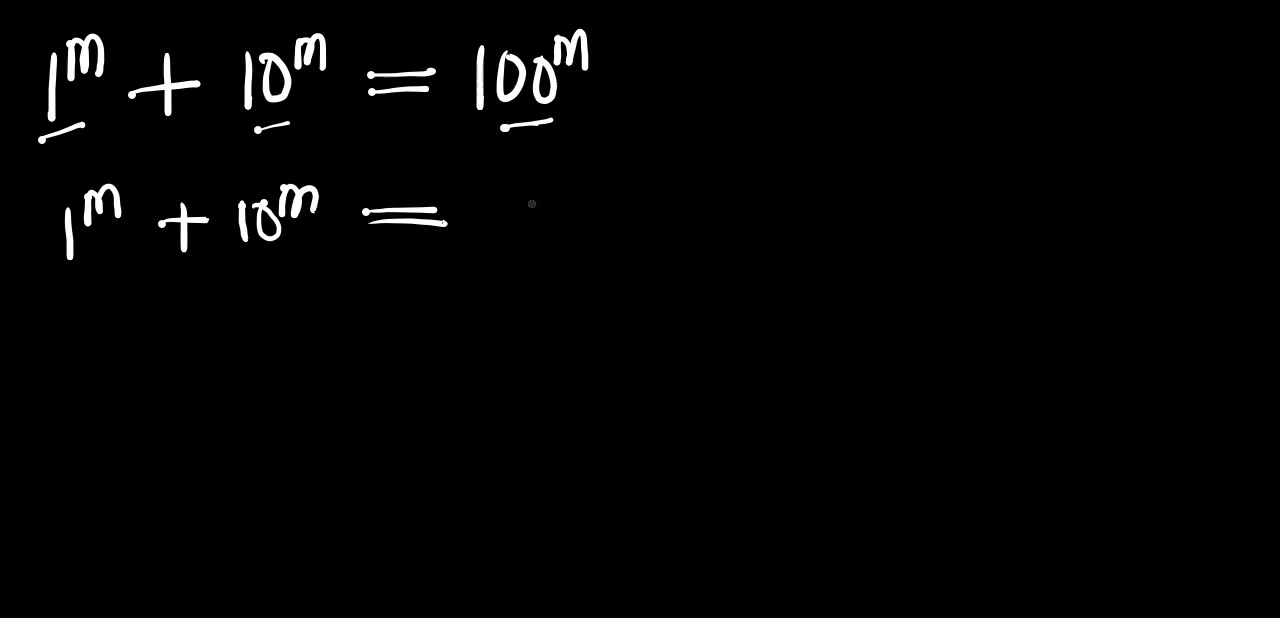 1^m + 10^m = 100^m
1^m + 10^m =